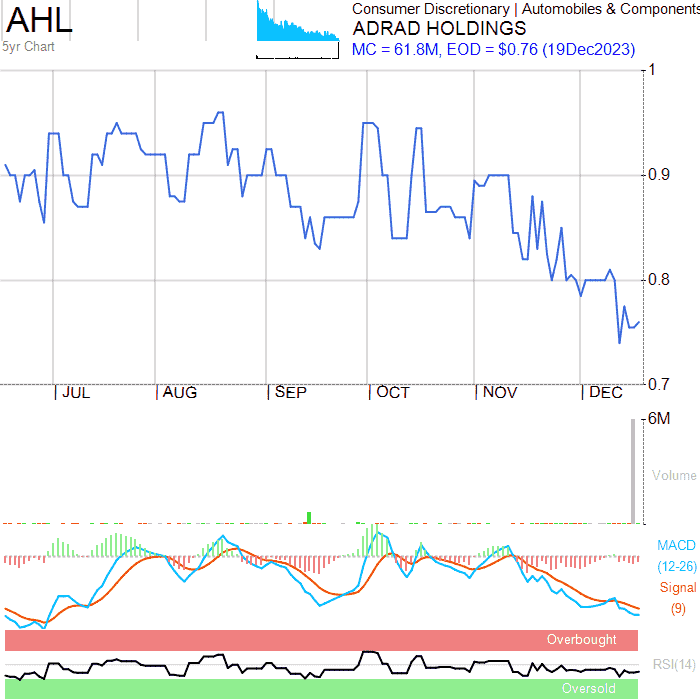 AHL
5yr Chart
Consumer Discretionary | Automobiles & Components
ADRAD HOLDINGS
MC = 61.8M, EOD = $0.76 (19Dec2023)
1
0.9
0.8
0.7
JUL
AUG
SEP
OCT
NOV
DEC
6M
Volume
MACD
(12-26)
Signal
(9)
Overbought
RSI(14)
Oversold